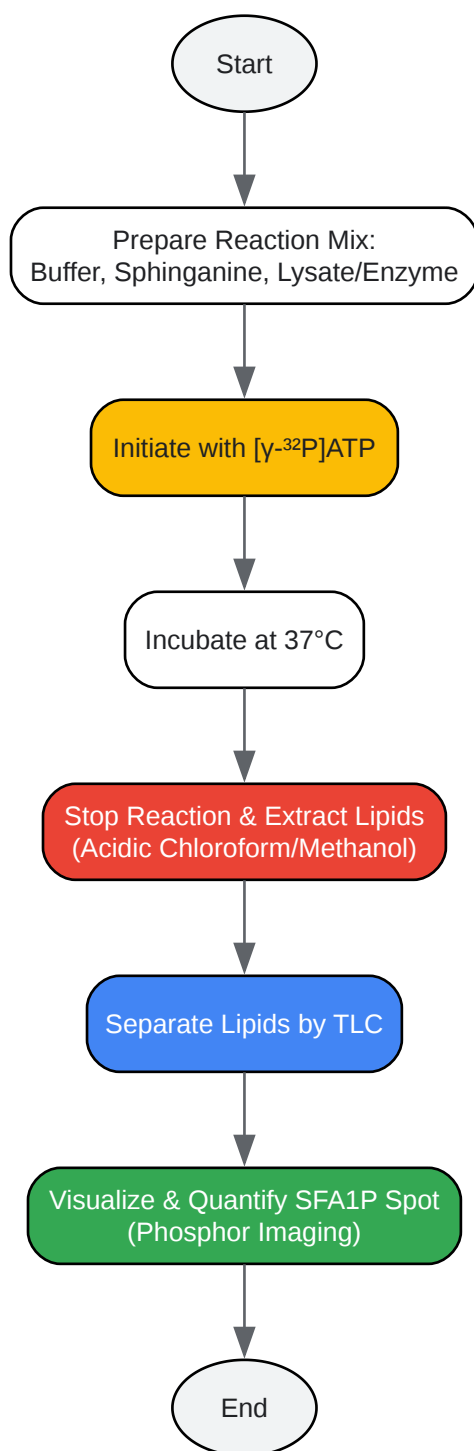 Start
Prepare Reaction Mix:
Buffer, Sphinganine, Lysate/Enzyme
Initiate with [γ-³²P]ATP
Incubate at 37°C
Stop Reaction & Extract Lipids
(Acidic Chloroform/Methanol)
Separate Lipids by TLC
Visualize & Quantify SFA1P Spot
(Phosphor Imaging)
End